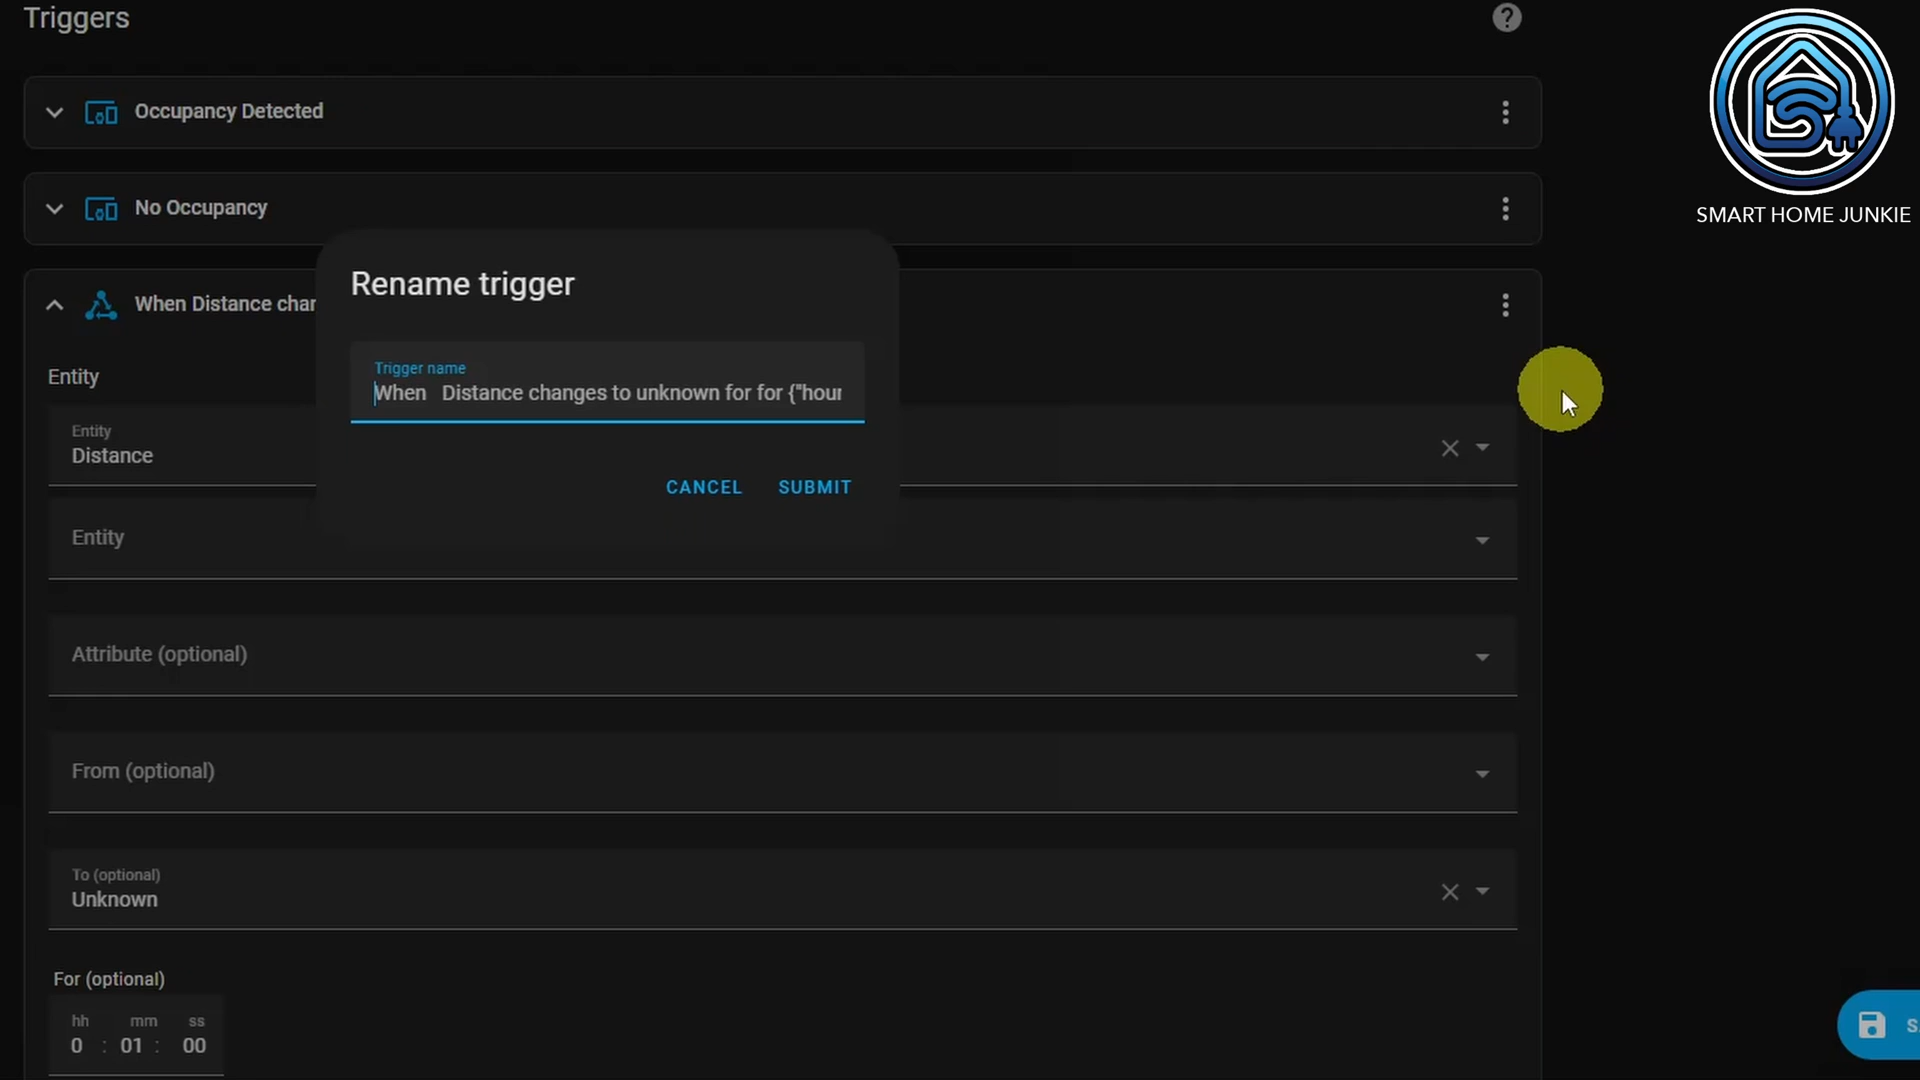 Triggers
SMART HOME JUNKIE
Occupancy Detected
No Occupancy
When Distance chan
Rename trigger
Trigger name
When   Distance changes to unknown for for {"hour
CANCEL
SUBMIT
Entity
Entity
Distance
Entity
Attribute (optional)
From (optional)
To (optional)
Unknown
For (optional)
hh mm ss
0 : 01 : 00